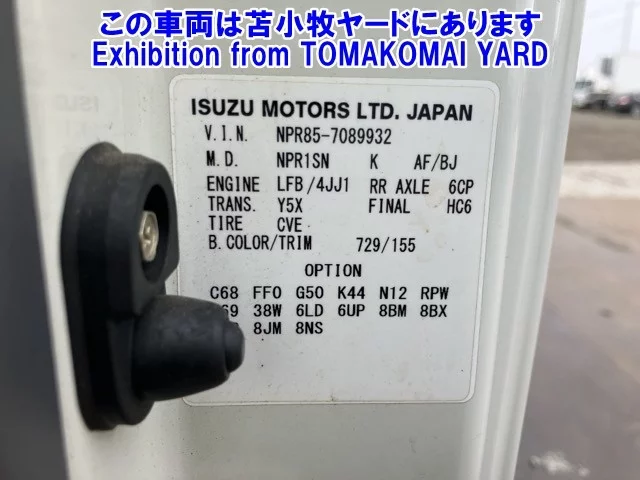 この車両は苫小牧ヤードにあります
Exhibition from TOMAKOMAI YARD
ISUZU MOTORS LTD. JAPAN
V.I.N. NPR85-7089932
M.D. NPR1SN K AF/BJ
ENGINE LFB/4JJ1 RR AXLE 6CP
TRANS. Y5X FINAL HC6
TIRE CVE
B.COLOR/TRIM 729/155
OPTION
C68 FF0 G50 K44 N12 RPW
38W 6LD 6UP 8BM 8BX
8JM 8NS